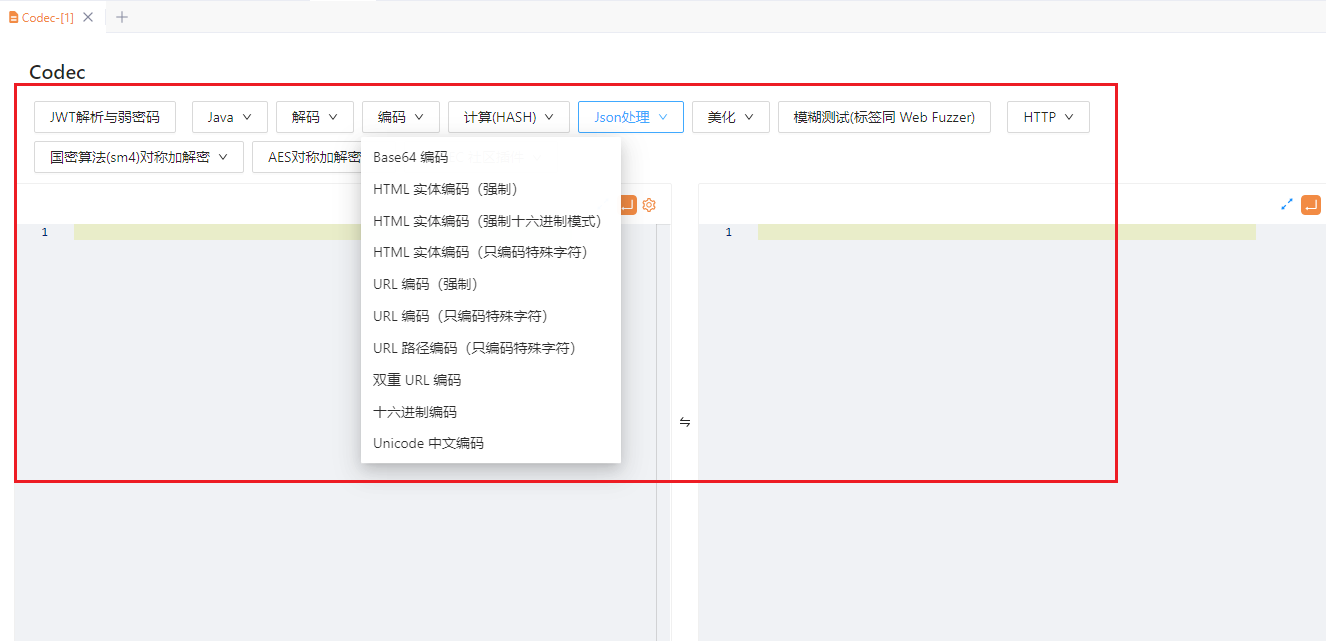 Codec-[1]
Codec
JWT解析与弱密码 Java 解码 编码 计算(HASH) Json处理 美化 模糊测试(标签同 Web Fuzzer) HTTP
国密算法(sm4)对称加解密 AES对称加解密
Base64 编码
HTML 实体编码（强制）
HTML 实体编码（强制十六进制模式）
HTML 实体编码（只编码特殊字符）
URL 编码（强制）
URL 编码（只编码特殊字符）
URL 路径编码（只编码特殊字符）
双重 URL 编码
十六进制编码
Unicode 中文编码
1
1